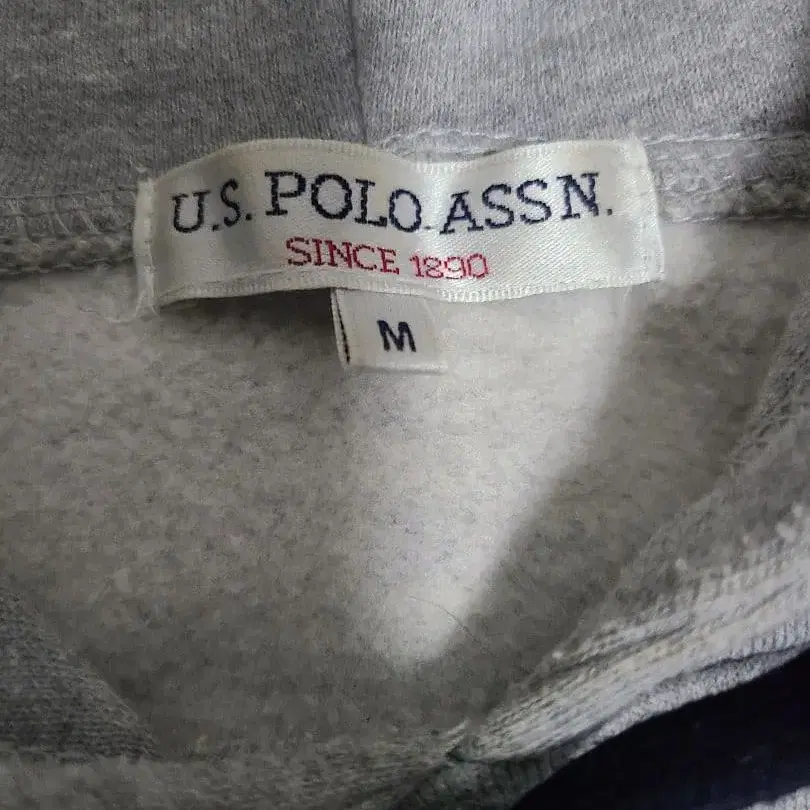 U.S. POLO ASSN.
SINCE 1890
M